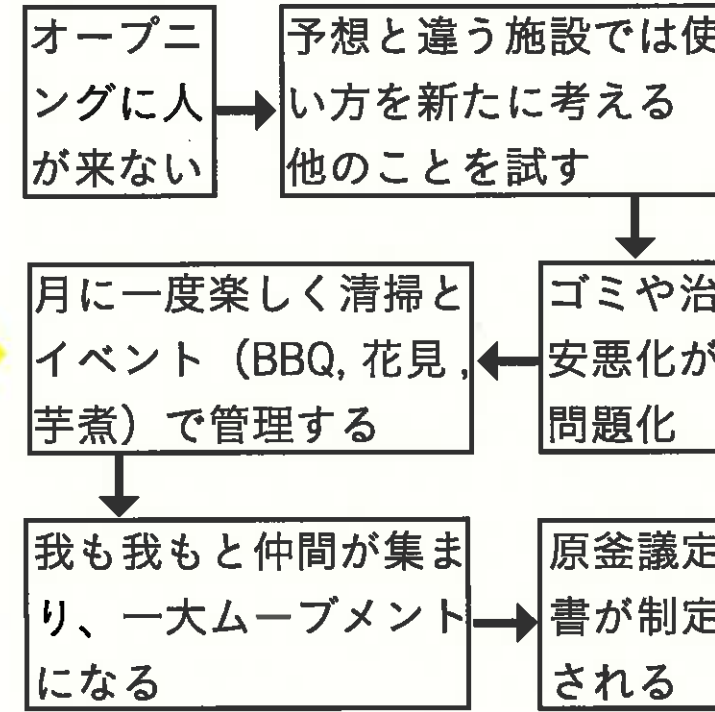 オープニ
ングに人
が来ない
予想と違う施設では使
い方を新たに考える
他のことを試す
ゴミや治
安悪化が
問題化
月に一度楽しく清掃と
イベント（BBQ, 花見,
芋煮）で管理する
我も我もと仲間が集ま
り、一大ムーブメント
になる
原釜議定
書が制定
される